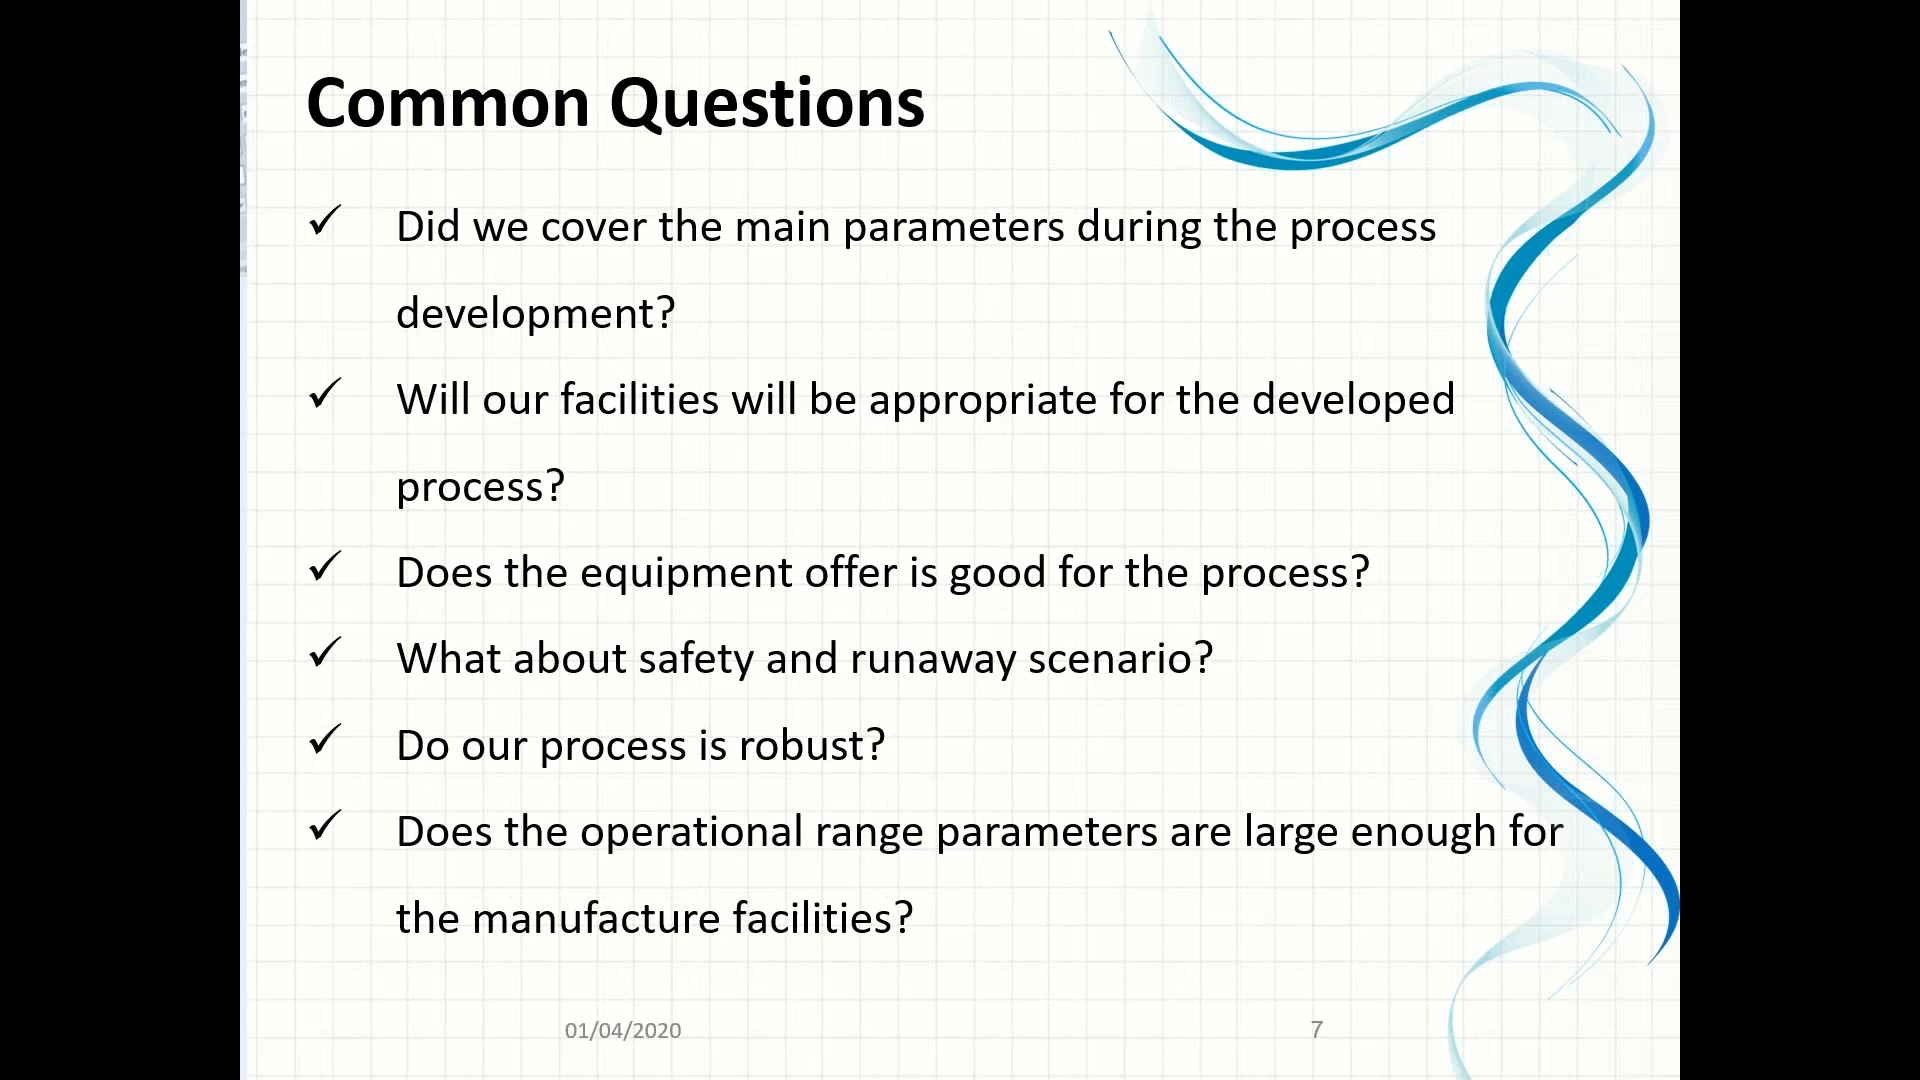 Common Questions
✓ Did we cover the main parameters during the process
development?
✓ Will our facilities will be appropriate for the developed
process?
✓ Does the equipment offer is good for the process?
✓ What about safety and runaway scenario?
✓ Do our process is robust?
✓ Does the operational range parameters are large enough for
the manufacture facilities?
01/04/2020
7